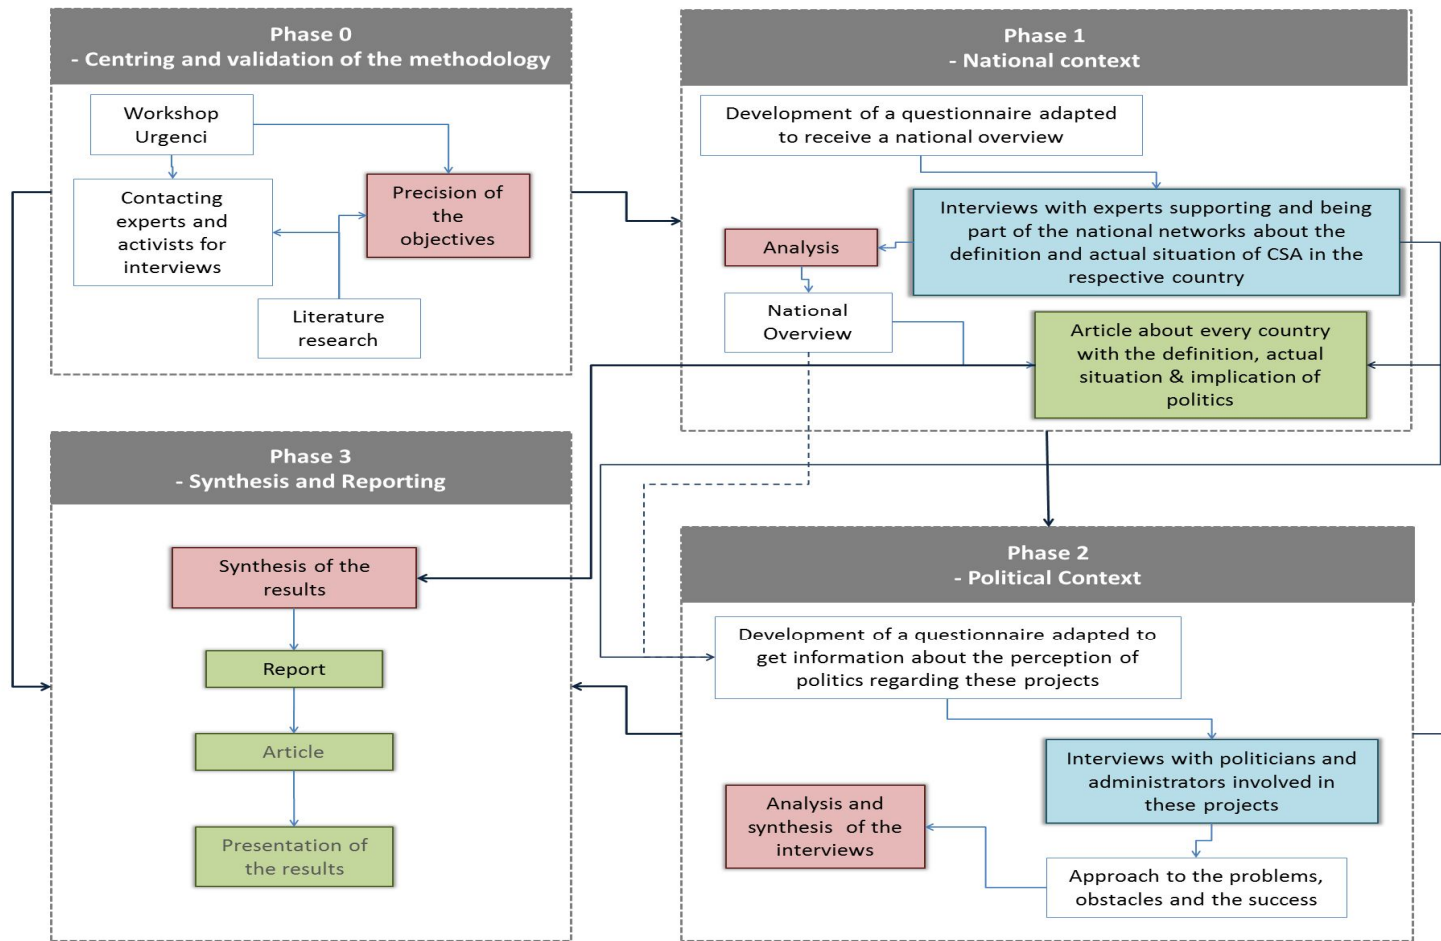 Phase 0
- Centring and validation of the methodology
Workshop
Urgenci
Contacting
experts and
activists for
interviews
Precision of
the
objectives
Literature
research
Phase 1
- National context
Development of a questionnaire adapted
to receive a national overview
Interviews with experts supporting and being
part of the national networks about the
definition and actual situation of CSA in the
respective country
Analysis
National
Overview
Article about every country
with the definition, actual
situation & implication of
politics
Phase 3
- Synthesis and Reporting
Synthesis of the
results
Report
Article
Presentation of
the results
Phase 2
- Political Context
Development of a questionnaire adapted to
get information about the perception of
politics regarding these projects
Interviews with politicians and
administrators involved in
these projects
Analysis and
synthesis of the
interviews
Approach to the problems,
obstacles and the success